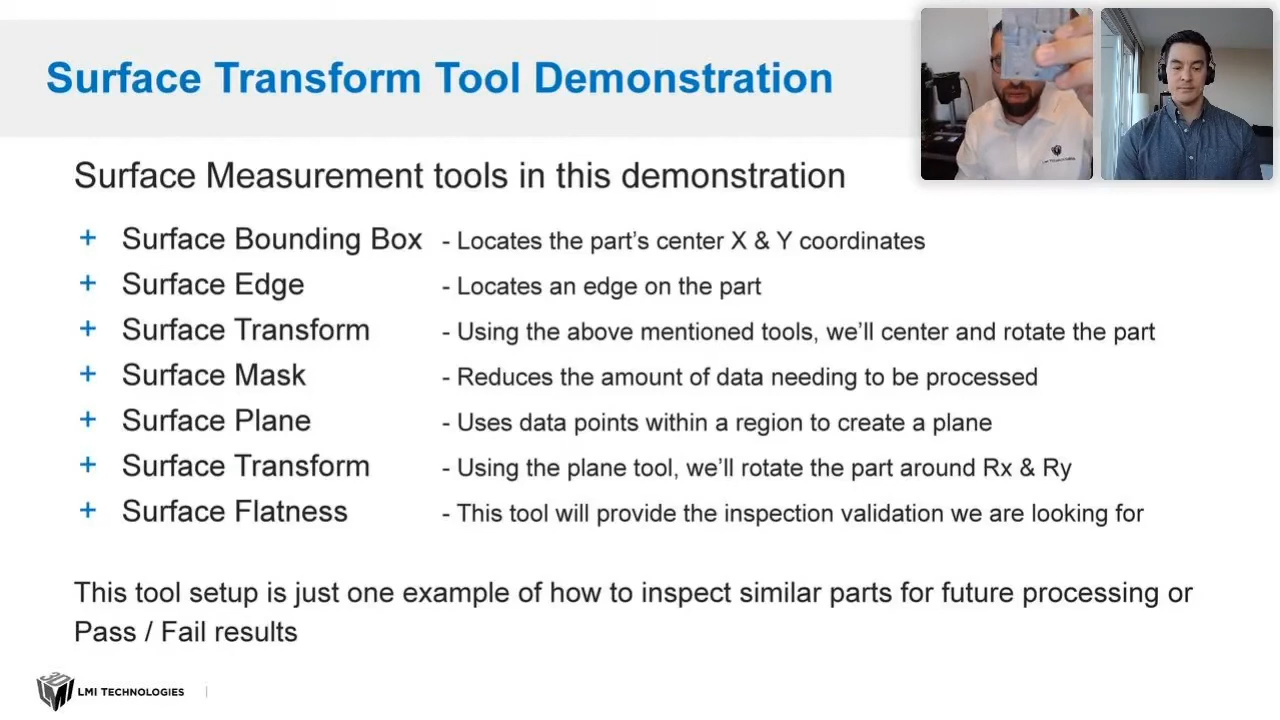 Surface Transform Tool Demonstration
Surface Measurement tools in this demonstration
+ Surface Bounding Box - Locates the part's center X & Y coordinates
+ Surface Edge - Locates an edge on the part
+ Surface Transform - Using the above mentioned tools, we'll center and rotate the part
+ Surface Mask - Reduces the amount of data needing to be processed
+ Surface Plane - Uses data points within a region to create a plane
+ Surface Transform - Using the plane tool, we'll rotate the part around Rx & Ry
+ Surface Flatness - This tool will provide the inspection validation we are looking for
This tool setup is just one example of how to inspect similar parts for future processing or
Pass / Fail results
3D LMI TECHNOLOGIES
LMI TECHNOLOGIES